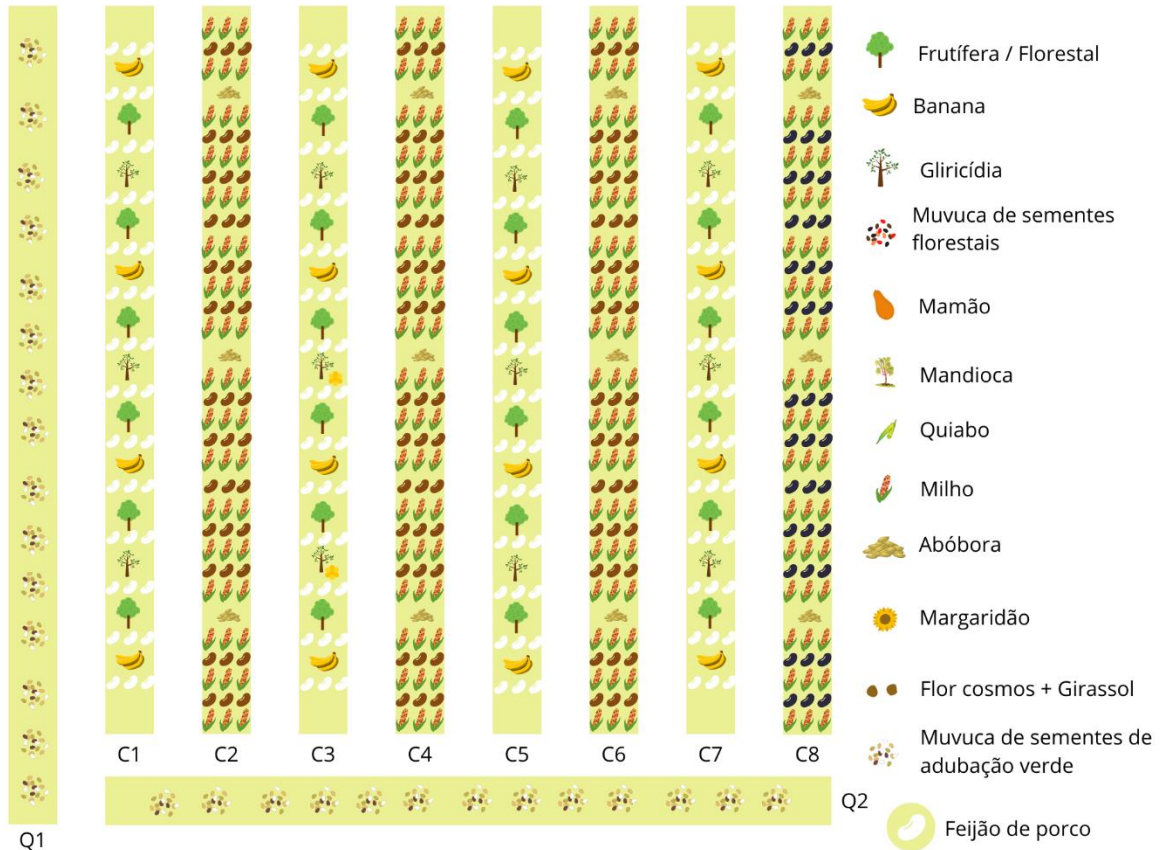 Frutífera / Florestal
Banana
Gliricídia
Muvuca de sementes
florestais
Mamão
Mandioca
Quiabo
Milho
Abóbora
Margaridão
Flor cosmos + Girassol
Muvuca de sementes de
adubação verde
Feijão de porco
C1 C2 C3 C4 C5 C6 C7 C8
Q2
Q1